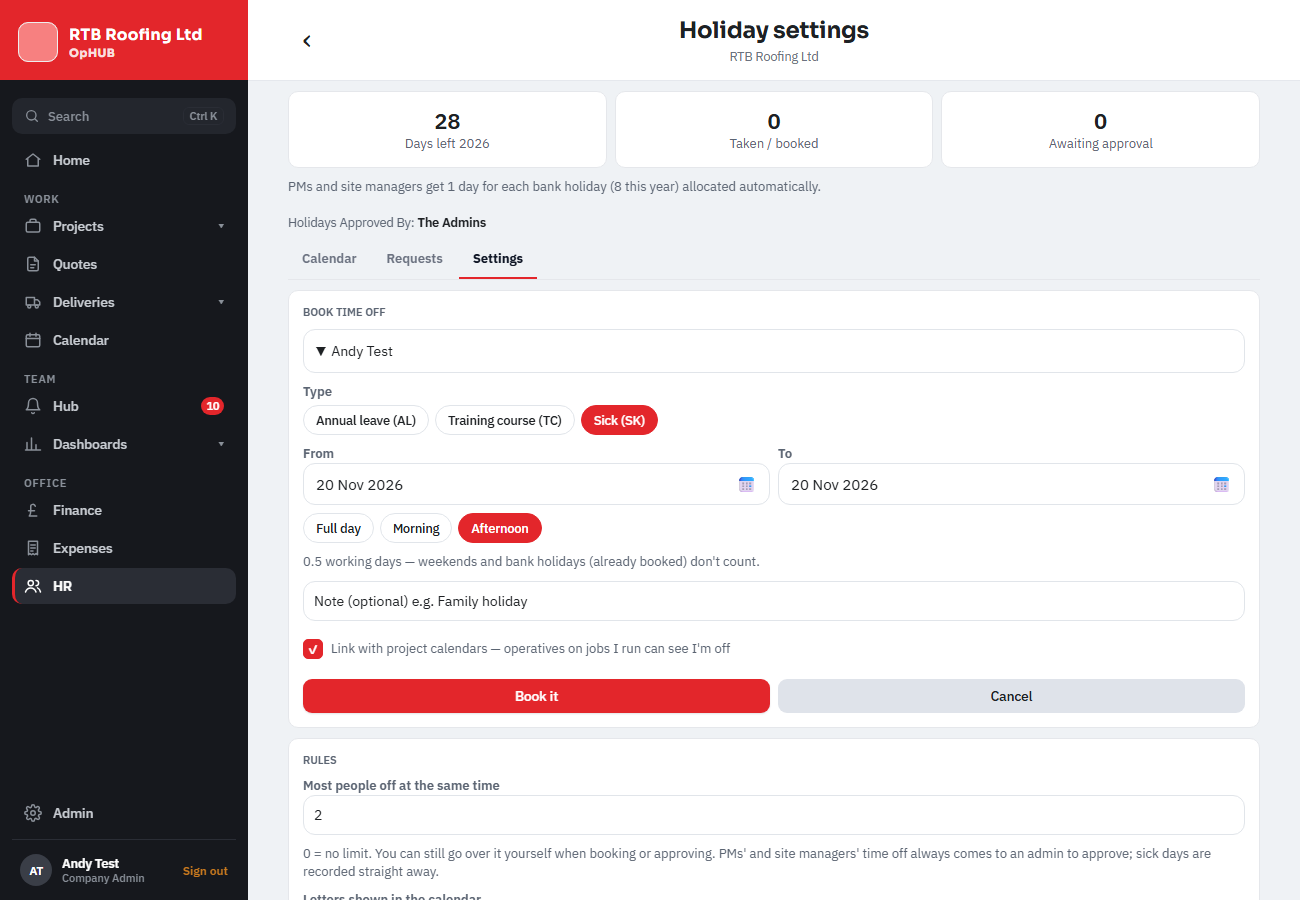 RTB Roofing Ltd
OpHUB
Search
Ctrl K
Home
WORK
Projects
Quotes
Deliveries
Calendar
TEAM
Hub
10
Dashboards
OFFICE
Finance
Expenses
HR
Admin
AT
Andy Test
Company Admin
Sign out
Holiday settings
RTB Roofing Ltd
28
Days left 2026
0
Taken / booked
0
Awaiting approval
PMs and site managers get 1 day for each bank holiday (8 this year) allocated automatically.
Holidays Approved By: The Admins
Calendar
Requests
Settings
BOOK TIME OFF
▼ Andy Test
Type
Annual leave (AL)
Training course (TC)
Sick (SK)
From
To
20 Nov 2026
20 Nov 2026
Full day
Morning
Afternoon
0.5 working days — weekends and bank holidays (already booked) don't count.
Note (optional) e.g. Family holiday
Link with project calendars — operatives on jobs I run can see I'm off
Book it
Cancel
RULES
Most people off at the same time
2
0 = no limit. You can still go over it yourself when booking or approving. PMs' and site managers' time off always comes to an admin to approve; sick days are
recorded straight away.
Letters shown in the calendar